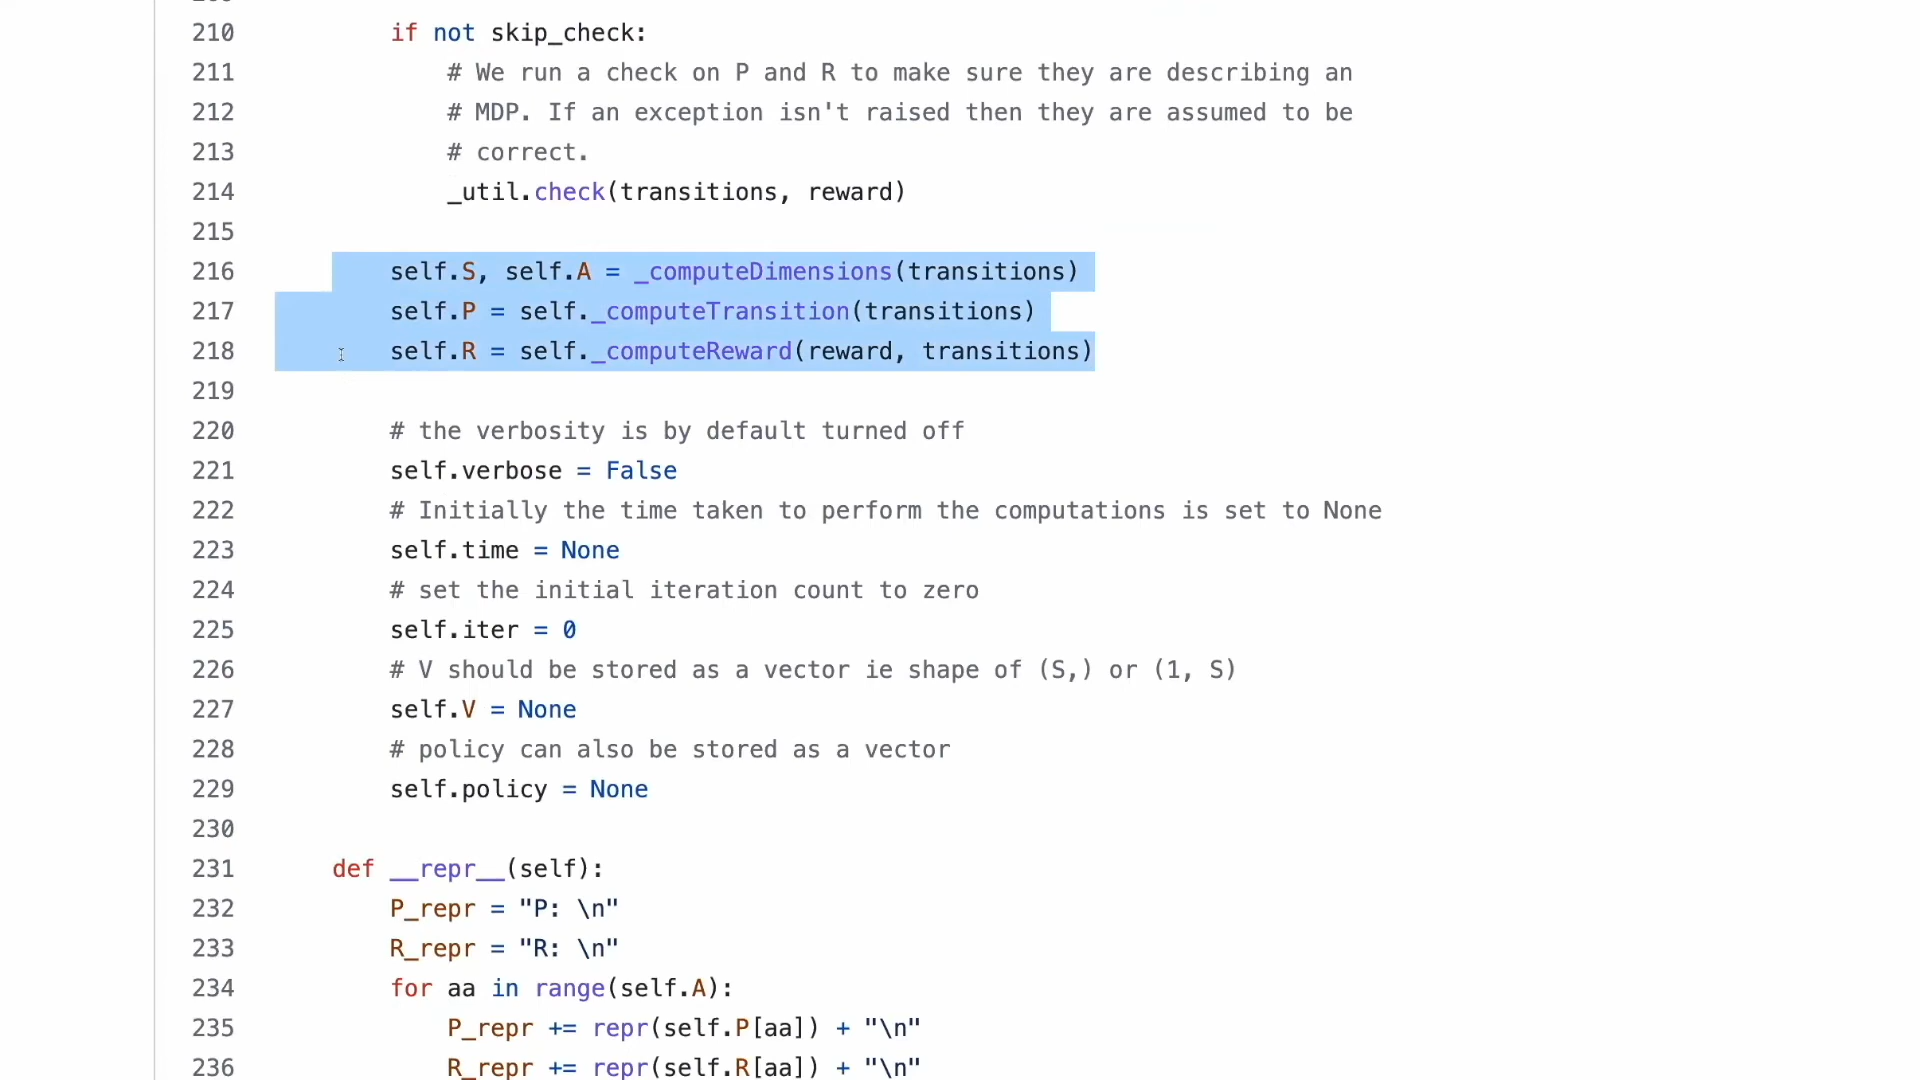 210 if not skip_check:
211 # We run a check on P and R to make sure they are describing an
212 # MDP. If an exception isn't raised then they are assumed to be
213 # correct.
214 _util.check(transitions, reward)
215
216 self.S, self.A = _computeDimensions(transitions)
217 self.P = self._computeTransition(transitions)
218 self.R = self._computeReward(reward, transitions)
219
220 # the verbosity is by default turned off
221 self.verbose = False
222 # Initially the time taken to perform the computations is set to None
223 self.time = None
224 # set the initial iteration count to zero
225 self.iter = 0
226 # V should be stored as a vector ie shape of (S,) or (1, S)
227 self.V = None
228 # policy can also be stored as a vector
229 self.policy = None
230
231 def __repr__(self):
232 P_repr = "P: \n"
233 R_repr = "R: \n"
234 for aa in range(self.A):
235 P_repr += repr(self.P[aa]) + "\n"
236 R_repr += repr(self.R[aa]) + "\n"